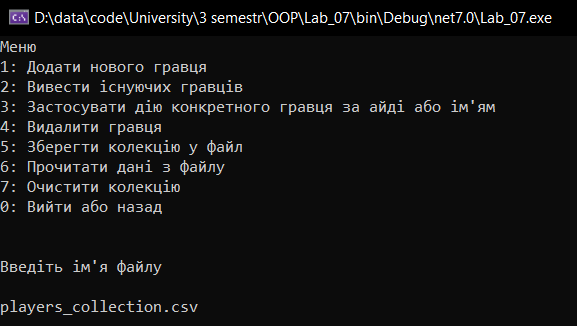 D:\data\code\University\3 semestr\OOP\Lab_07\bin\Debug\net7.0\Lab_07.exe
Меню
1: Додати нового гравця
2: Вивести існуючих гравців
3: Застосувати дію конкретного гравця за айді або ім'ям
4: Видалити гравця
5: Зберегти колекцію у файл
6: Прочитати дані з файлу
7: Очистити колекцію
0: Вийти або назад
Введіть ім'я файлу
players_collection.csv